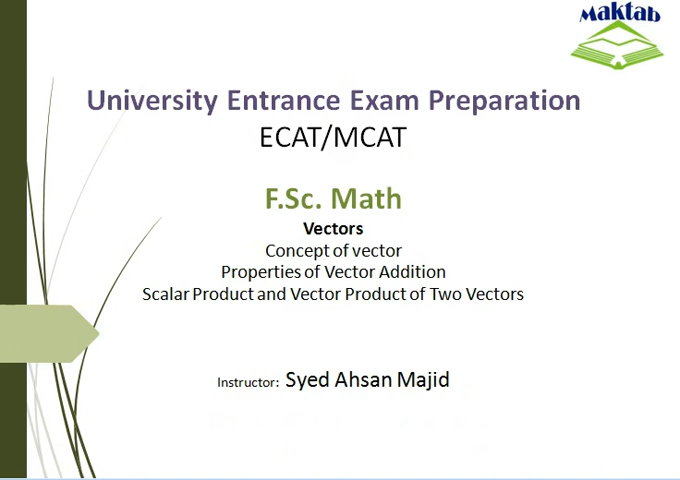 Maktab
University Entrance Exam Preparation
ECAT/MCAT
F.Sc. Math
Vectors
Concept of vector
Properties of Vector Addition
Scalar Product and Vector Product of Two Vectors
Instructor: Syed Ahsan Majid